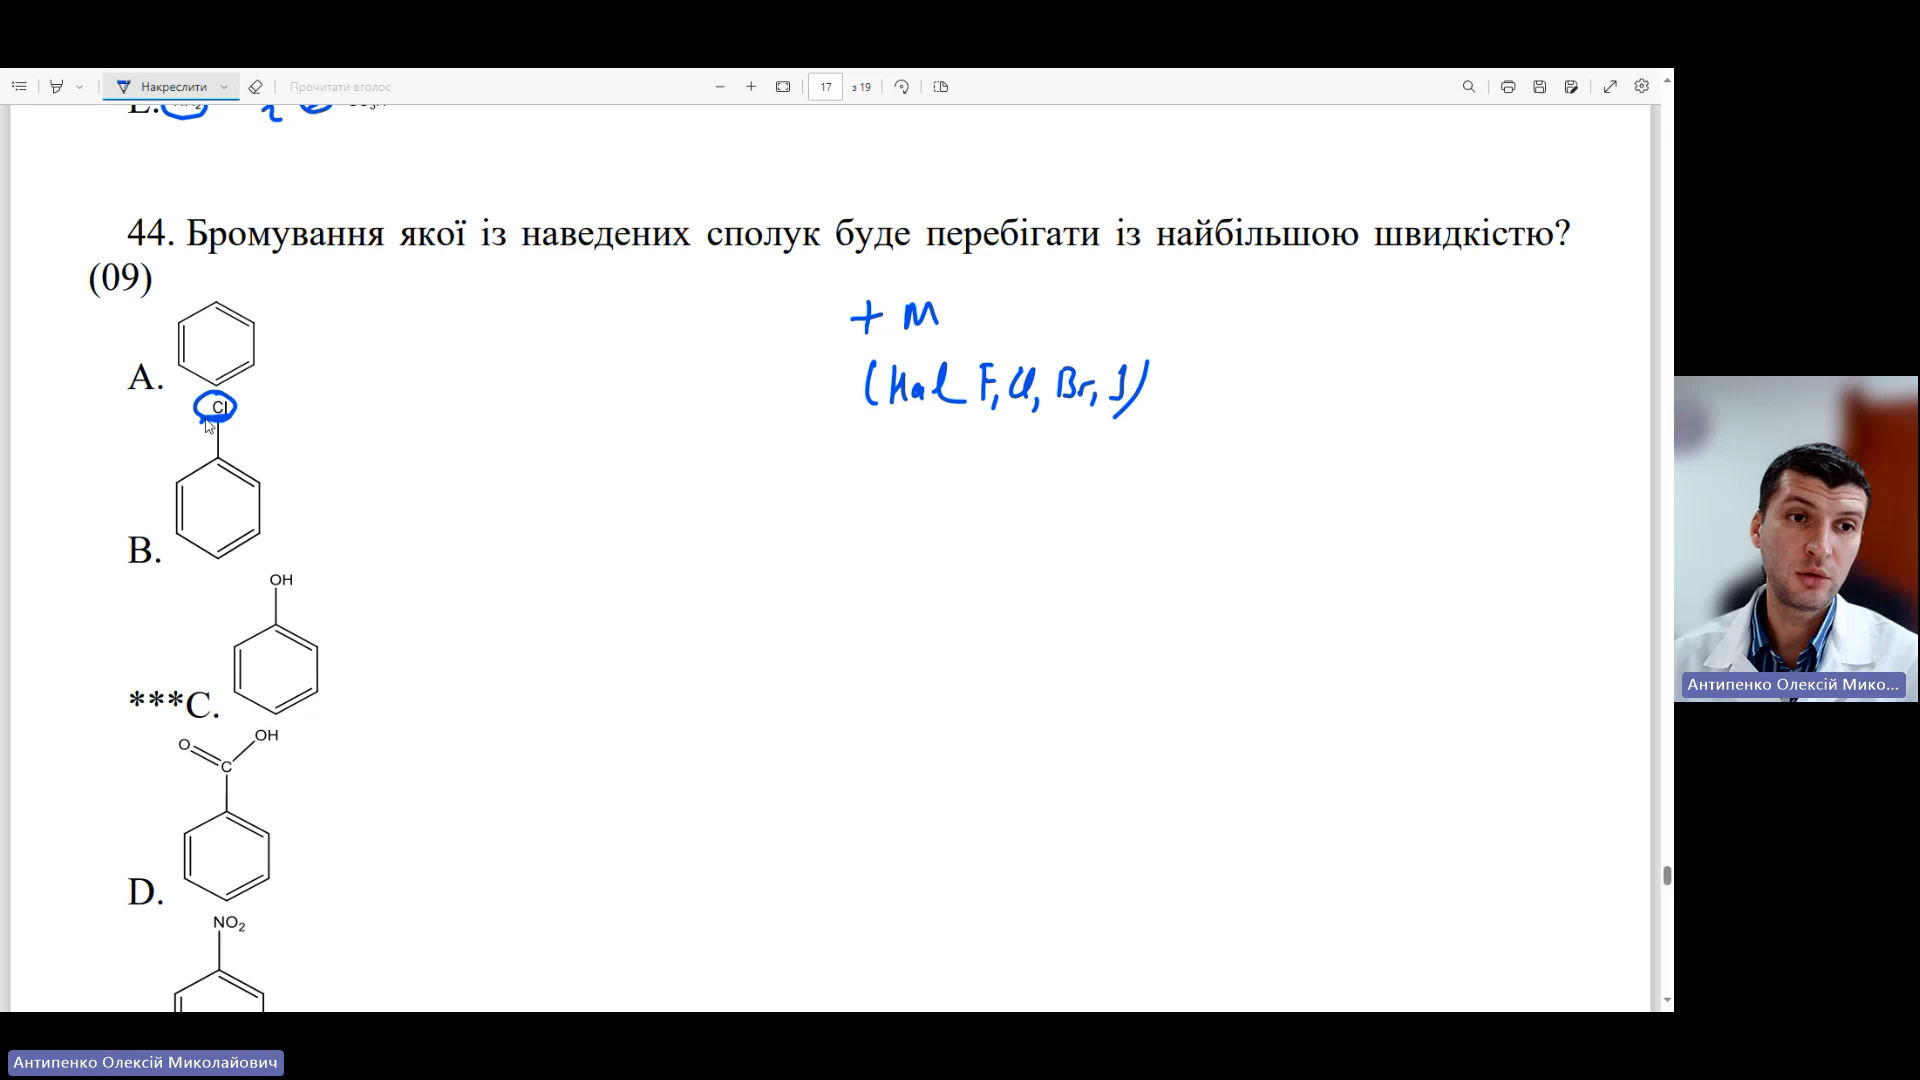 Накреслити
Прочитати вголос
17 з 19
44. Бромування якої із наведених сполук буде перебігати із найбільшою швидкістю?
(09)
+ M
(Hal F, Cl, Br, J)
A.
Cl
B.
OH
***C.
O
OH
C
D.
NO2
Антипенко Олексій Мико...
Антипенко Олексій Миколайович